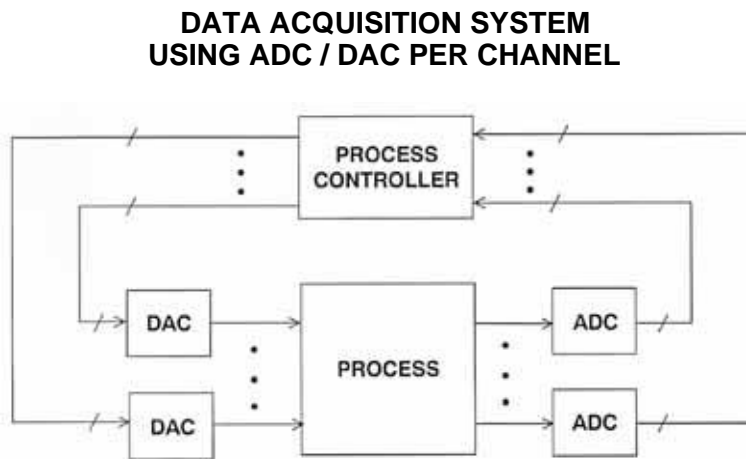 DATA ACQUISITION SYSTEM
USING ADC / DAC PER CHANNEL
PROCESS
CONTROLLER
DAC
PROCESS
ADC
DAC
ADC